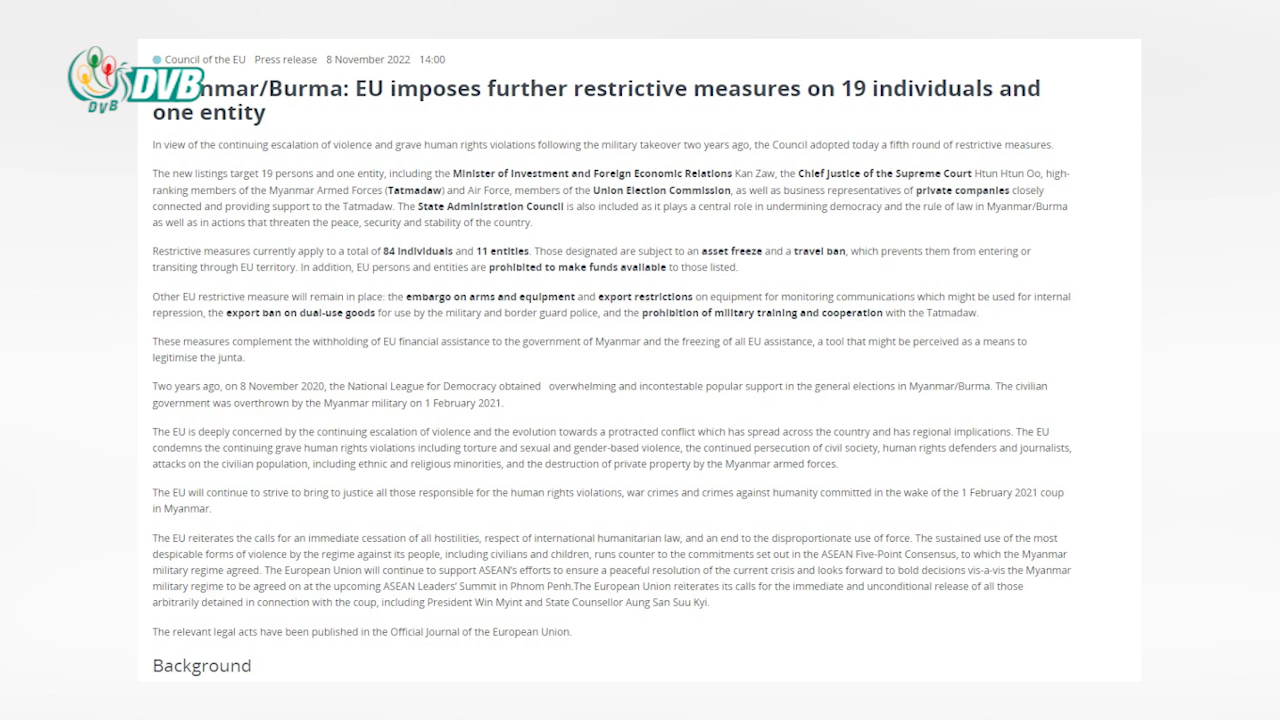 Council of the EU Press release 8 November 2022 14:00
DVB
DVB
nmar/Burma: EU imposes further restrictive measures on 19 individuals and
one entity
In view of the continuing escalation of violence and grave human rights violations following the military takeover two years ago, the Council adopted today a fifth round of restrictive measures.
The new listings target 19 persons and one entity, including the Minister of Investment and Foreign Economic Relations Kan Zaw, the Chief Justice of the Supreme Court Htun Htun Oo, high-
ranking members of the Myanmar Armed Forces (Tatmadaw) and Air Force, members of the Union Election Commission, as well as business representatives of private companies closely
connected and providing support to the Tatmadaw. The State Administration Council is also included as it plays a central role in undermining democracy and the rule of law in Myanmar/Burma
as well as in actions that threaten the peace, security and stability of the country.
Restrictive measures currently apply to a total of 84 individuals and 11 entities. Those designated are subject to an asset freeze and a travel ban, which prevents them from entering or
transiting through EU territory. In addition, EU persons and entities are prohibited to make funds available to those listed.
Other EU restrictive measure will remain in place: the embargo on arms and equipment and export restrictions on equipment for monitoring communications which might be used for internal
repression, the export ban on dual-use goods for use by the military and border guard police, and the prohibition of military training and cooperation with the Tatmadaw.
These measures complement the withholding of EU financial assistance to the government of Myanmar and the freezing of all EU assistance, a tool that might be perceived as a means to
legitimise the junta.
Two years ago, on 8 November 2020, the National League for Democracy obtained overwhelming and incontestable popular support in the general elections in Myanmar/Burma. The civilian
government was overthrown by the Myanmar military on 1 February 2021.
The EU is deeply concerned by the continuing escalation of violence and the evolution towards a protracted conflict which has spread across the country and has regional implications. The EU
condemns the continuing grave human rights violations including torture and sexual and gender-based violence, the continued persecution of civil society, human rights defenders and journalists,
attacks on the civilian population, including ethnic and religious minorities, and the destruction of private property by the Myanmar armed forces.
The EU will continue to strive to bring to justice all those responsible for the human rights violations, war crimes and crimes against humanity committed in the wake of the 1 February 2021 coup
in Myanmar.
The EU reiterates the calls for an immediate cessation of all hostilities, respect of international humanitarian law, and an end to the disproportionate use of force. The sustained use of the most
despicable forms of violence by the regime against its people, including civilians and children, runs counter to the commitments set out in the ASEAN Five-Point Consensus, to which the Myanmar
military regime agreed. The European Union will continue to support ASEAN's efforts to ensure a peaceful resolution of the current crisis and looks forward to bold decisions vis-a-vis the Myanmar
military regime to be agreed on at the upcoming ASEAN Leaders' Summit in Phnom Penh.The European Union reiterates its calls for the immediate and unconditional release of all those
arbitrarily detained in connection with the coup, including President Win Myint and State Counsellor Aung San Suu Kyi.
The relevant legal acts have been published in the Official Journal of the European Union.
Background